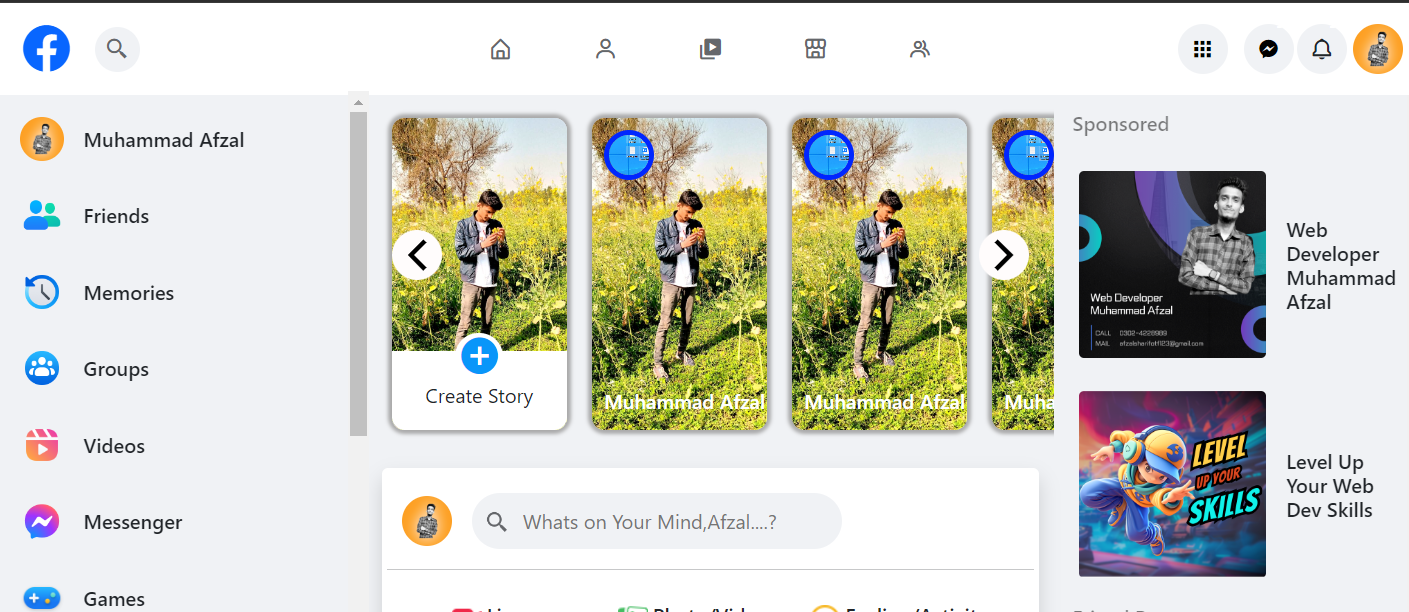 Muhammad Afzal
Friends
Memories
Groups
Videos
Messenger
Games
Create Story
Muhammad Afzal
Muhammad Afzal
Muha
Whats on Your Mind,Afzal....?
Sponsored
Web Developer
Muhammad Afzal
CALL 0302-4228989
MAIL
Web
Developer
Muhammad
Afzal
LEVEL
UP YOUR
SKILLS
Level Up
Your Web
Dev Skills